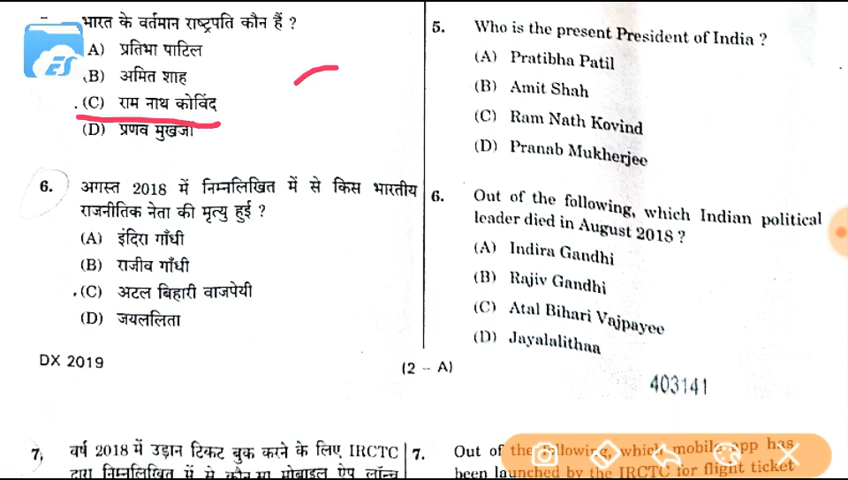 भारत के वर्तमान राष्ट्रपति कौन हैं ?
A) प्रतिभा पाटिल
B) अमित शाह
(C) राम नाथ कोविंद
(D) प्रणव मुखर्जी
6. अगस्त 2018 में निम्नलिखित में से किस भारतीय
राजनीतिक नेता की मृत्यु हुई ?
(A) इंदिरा गाँधी
(B) राजीव गाँधी
(C) अटल बिहारी वाजपेयी
(D) जयललिता
DX 2019
(2 – A)
7. वर्ष 2018 में उड़ान टिकट बुक करने के लिए IRCTC
द्वारा निम्नलिखित में से कौन सा मोबाइल ऐप लॉन्च
5. Who is the present President of India ?
(A) Pratibha Patil
(B) Amit Shah
(C) Ram Nath Kovind
(D) Pranab Mukherjee
6. Out of the following, which Indian political
leader died in August 2018 ?
(A) Indira Gandhi
(B) Rajiv Gandhi
(C) Atal Bihari Vajpayee
(D) Jayalalithaa
403141
7. Out of the following, which mobile app has
been launched by the IRCTC for flight ticket
ES